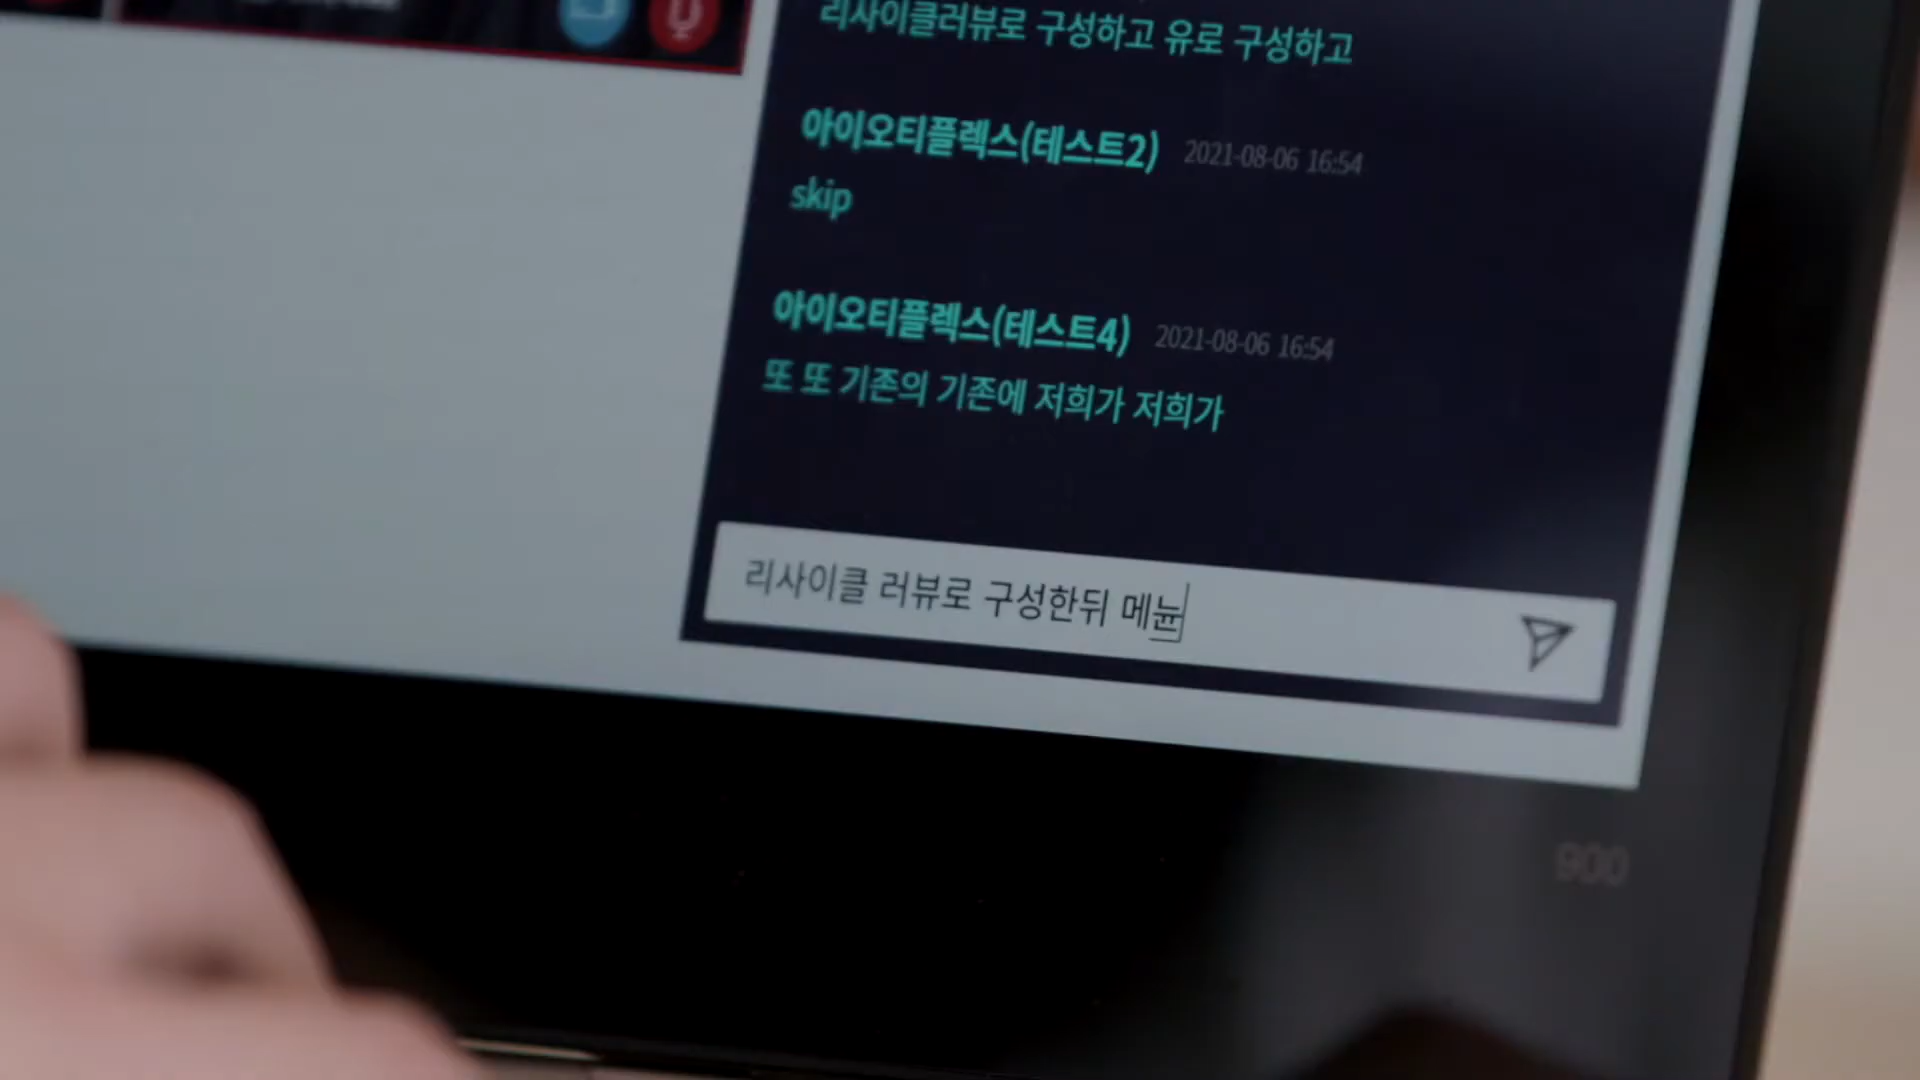 리사이클러뷰로 구성하고 유로 구성하고
아이오티플렉스(테스트2) 2021-08-06 16:54
skip
아이오티플렉스(테스트4) 2021-08-06 16:54
또 또 기존의 기존에 저희가 저희가
리사이클 러뷰로 구성한뒤 메뉸
900